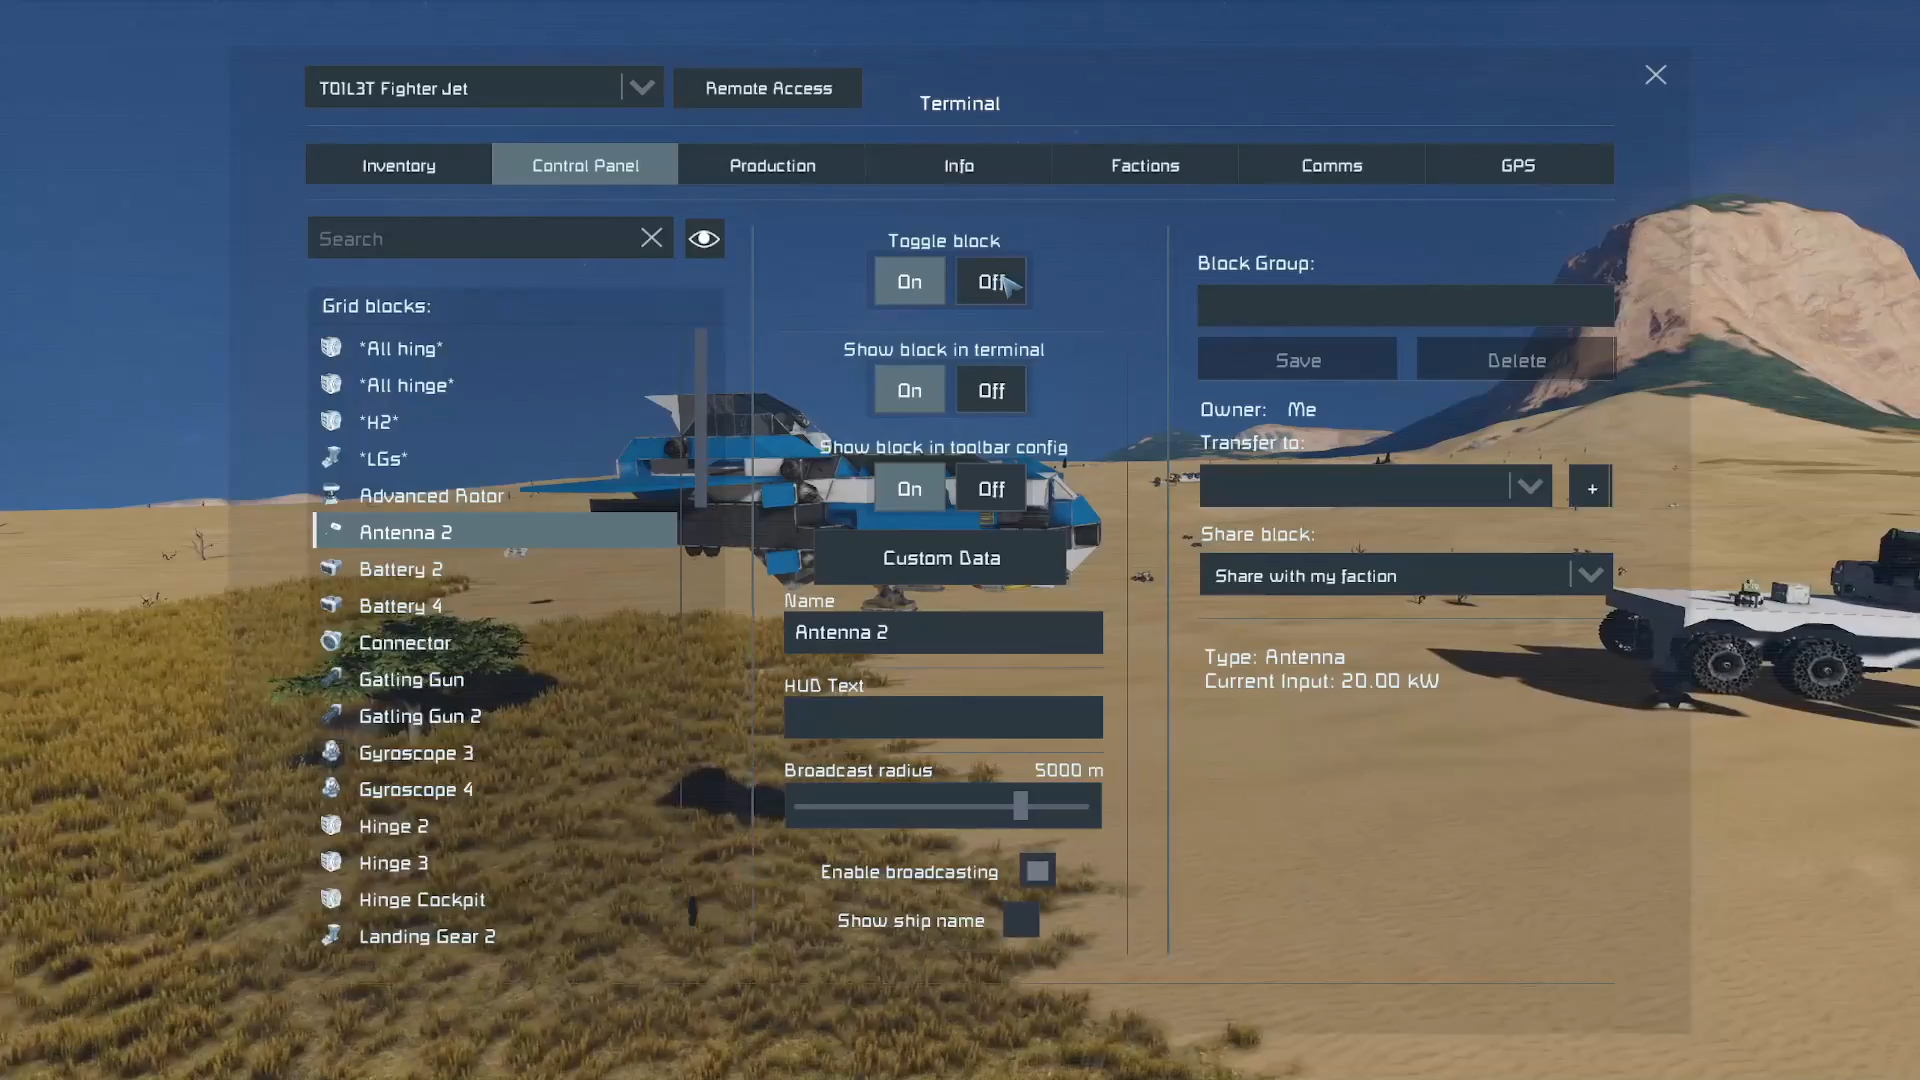 T01L3T Fighter Jet
Remote Access
Terminal
Inventory
Control Panel
Production
Info
Factions
Comms
GPS
Search
Grid blocks:
*All hing*
*All hinge*
*H2*
*LGs*
Advanced Rotor
Antenna 2
Battery 2
Battery 4
Connector
Gatling Gun
Gatling Gun 2
Gyroscope 3
Gyroscope 4
Hinge 2
Hinge 3
Hinge Cockpit
Landing Gear 2
Toggle block
On
Off
Show block in terminal
On
Off
Show block in toolbar config
On
Off
Custom Data
Name
Antenna 2
HUD Text
Broadcast radius
5000 m
Enable broadcasting
Show ship name
Block Group:
Save
Delete
Owner: Me
Transfer to:
+
Share block:
Share with my faction
Type: Antenna
Current Input: 20.00 kW